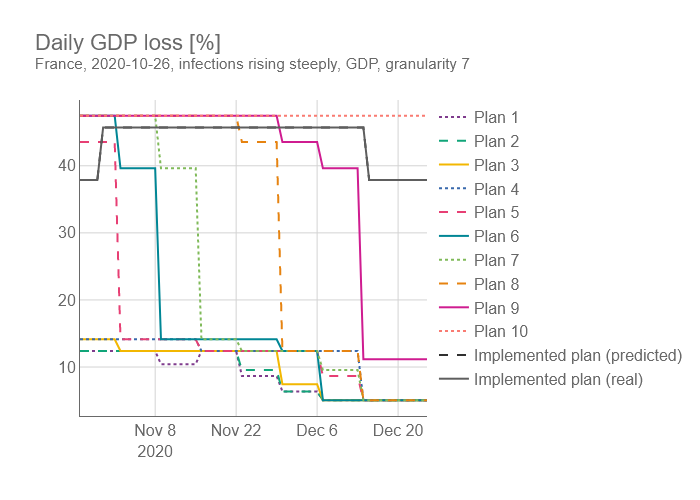 Daily GDP loss [%]
France, 2020-10-26, infections rising steeply, GDP, granularity 7
40
30
20
10
Nov 8
2020
Nov 22
Dec 6
Dec 20
Plan 1
Plan 2
Plan 3
Plan 4
Plan 5
Plan 6
Plan 7
Plan 8
Plan 9
Plan 10
Implemented plan (predicted)
Implemented plan (real)